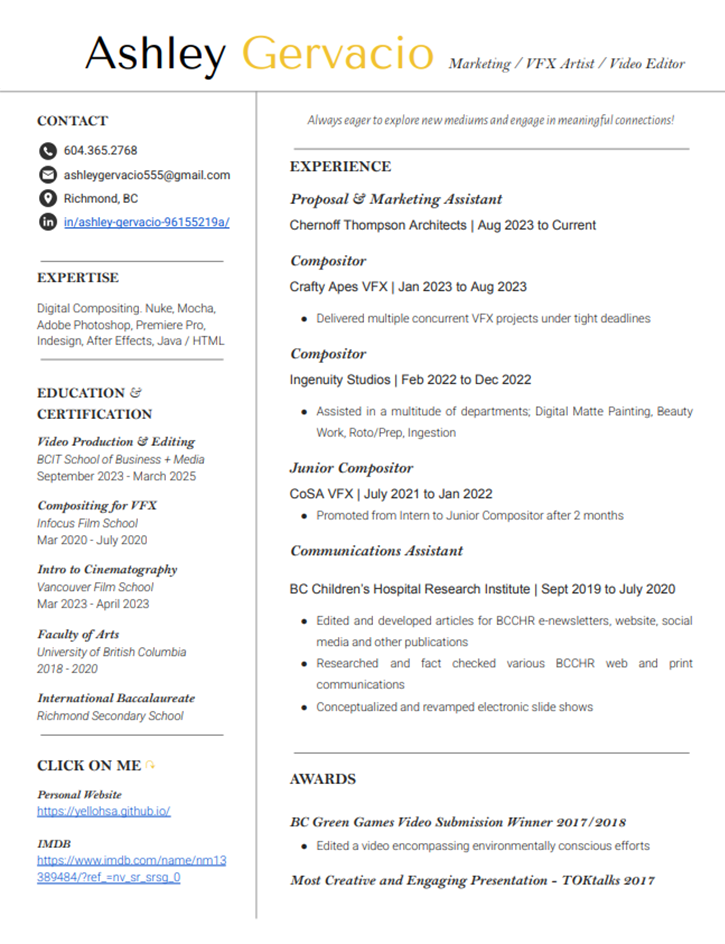 Ashley Gervacio Marketing / VFX Artist / Video Editor
CONTACT
604.365.2768
ashleygervacio555@gmail.com
Richmond, BC
in/ashley-gervacio-96155219a/
EXPERTISE
Digital Compositing. Nuke, Mocha,
Adobe Photoshop, Premiere Pro,
Indesign, After Effects, Java / HTML
EDUCATION &
CERTIFICATION
Video Production & Editing
BCIT School of Business + Media
September 2023 - March 2025
Compositing for VFX
Infocus Film School
Mar 2020 - July 2020
Intro to Cinematography
Vancouver Film School
Mar 2023 - April 2023
Faculty of Arts
University of British Columbia
2018 - 2020
International Baccalaureate
Richmond Secondary School
CLICK ON ME
Personal Website
https://yellohsa.github.io/
IMDB
https://www.imdb.com/name/nm13
389484/?ref_=nv_sr_srsg_0
Always eager to explore new mediums and engage in meaningful connections!
EXPERIENCE
Proposal & Marketing Assistant
Chernoff Thompson Architects | Aug 2023 to Current
Compositor
Crafty Apes VFX | Jan 2023 to Aug 2023
● Delivered multiple concurrent VFX projects under tight deadlines
Compositor
Ingenuity Studios | Feb 2022 to Dec 2022
● Assisted in a multitude of departments; Digital Matte Painting, Beauty
Work, Roto/Prep, Ingestion
Junior Compositor
CoSA VFX | July 2021 to Jan 2022
● Promoted from Intern to Junior Compositor after 2 months
Communications Assistant
BC Children's Hospital Research Institute | Sept 2019 to July 2020
● Edited and developed articles for BCCHR e-newsletters, website, social
media and other publications
● Researched and fact checked various BCCHR web and print
communications
● Conceptualized and revamped electronic slide shows
AWARDS
BC Green Games Video Submission Winner 2017/2018
● Edited a video encompassing environmentally conscious efforts
Most Creative and Engaging Presentation - TOKtalks 2017